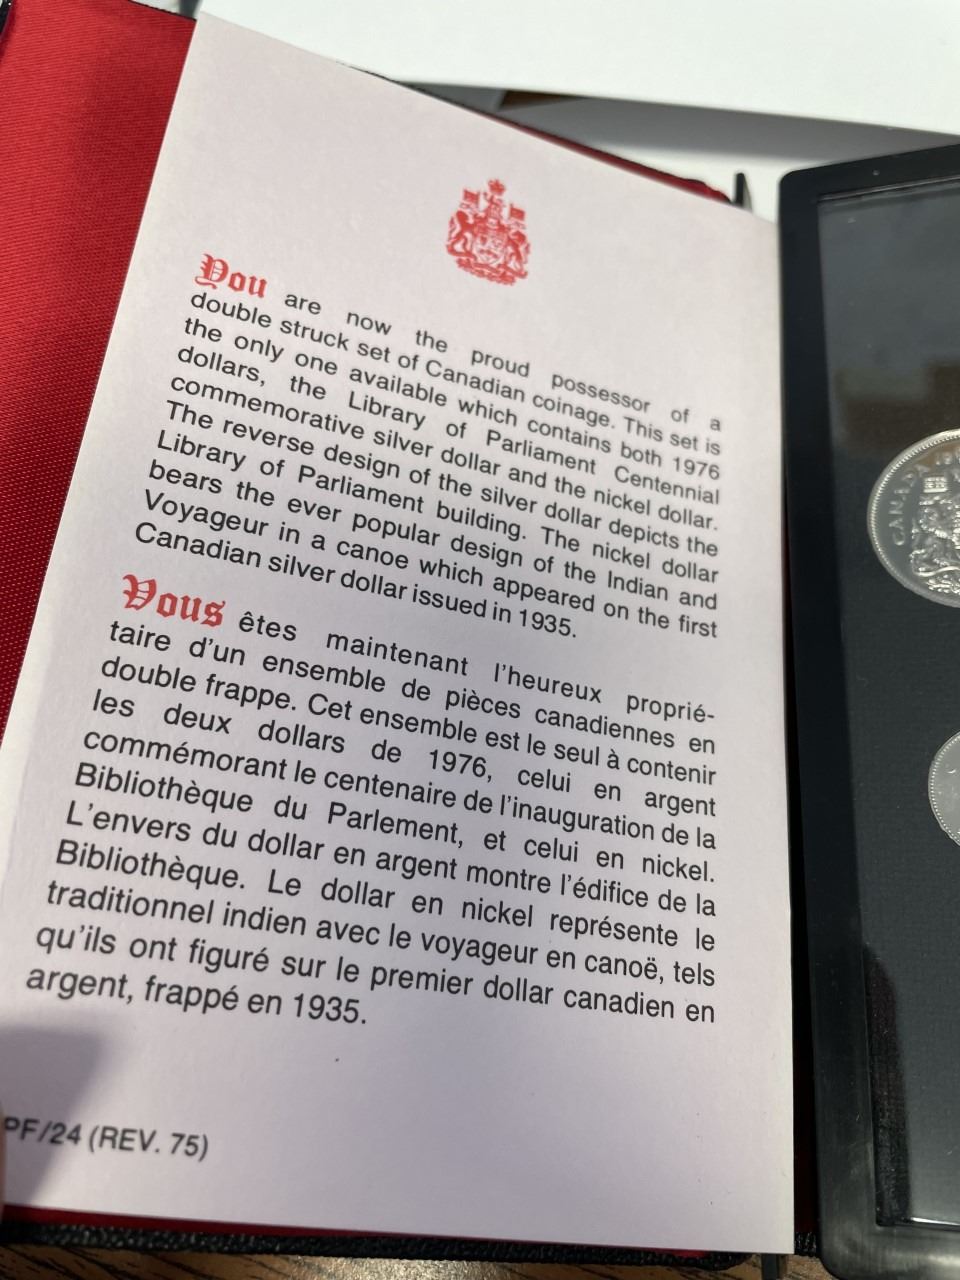 You are now the proud possessor of a
double struck set of Canadian coinage. This set is
the only one available which contains both 1976
dollars, the Library of Parliament Centennial
commemorative silver dollar and the nickel dollar.
The reverse design of the silver dollar depicts the
Library of Parliament building. The nickel dollar
bears the ever popular design of the Indian and
Voyageur in a canoe which appeared on the first
Canadian silver dollar issued in 1935.
Vous êtes maintenant l'heureux proprié-
taire d'un ensemble de pièces canadiennes en
double frappe. Cet ensemble est le seul à contenir
les deux dollars de 1976, celui en argent
commémorant le centenaire de l'inauguration de la
Bibliothèque du Parlement, et celui en nickel.
L'envers du dollar en argent montre l'édifice de la
Bibliothèque. Le dollar en nickel représente le
traditionnel indien avec le voyageur en canoë, tels
qu'ils ont figuré sur le premier dollar canadien en
argent, frappé en 1935.
PF/24 (REV. 75)
CANADA